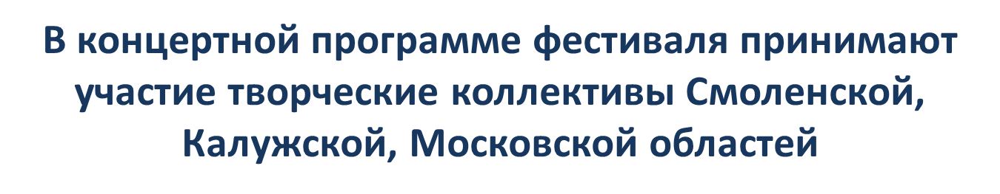 В концертной программе фестиваля принимают
участие творческие коллективы Смоленской,
Калужской, Московской областей